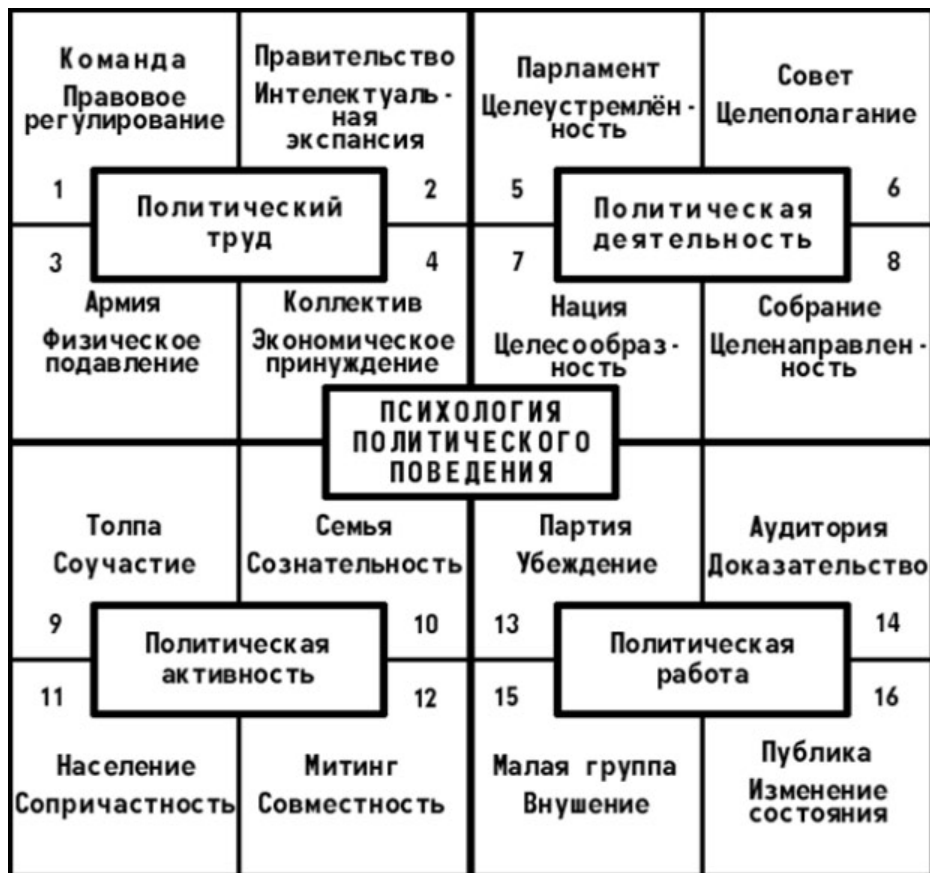 Команда
Правовое
регулирование
1
Правительство
Интелектуаль-
ная
экспансия
2
Политический
труд
3
Армия
Физическое
подавление
4
Коллектив
Экономическое
принуждение
Парламент
Целеустремлён-
ность
5
Совет
Целеполагание
6
Политическая
деятельность
7
Нация
Целесообраз-
ность
8
Собрание
Целенаправлен-
ность
ПСИХОЛОГИЯ
ПОЛИТИЧЕСКОГО
ПОВЕДЕНИЯ
Толпа
Соучастие
9
Семья
Сознательность
10
Политическая
активность
11
Население
Сопричастность
12
Митинг
Совместность
Партия
Убеждение
13
Аудитория
Доказательство
14
Политическая
работа
15
Малая группа
Внушение
16
Публика
Изменение
состояния